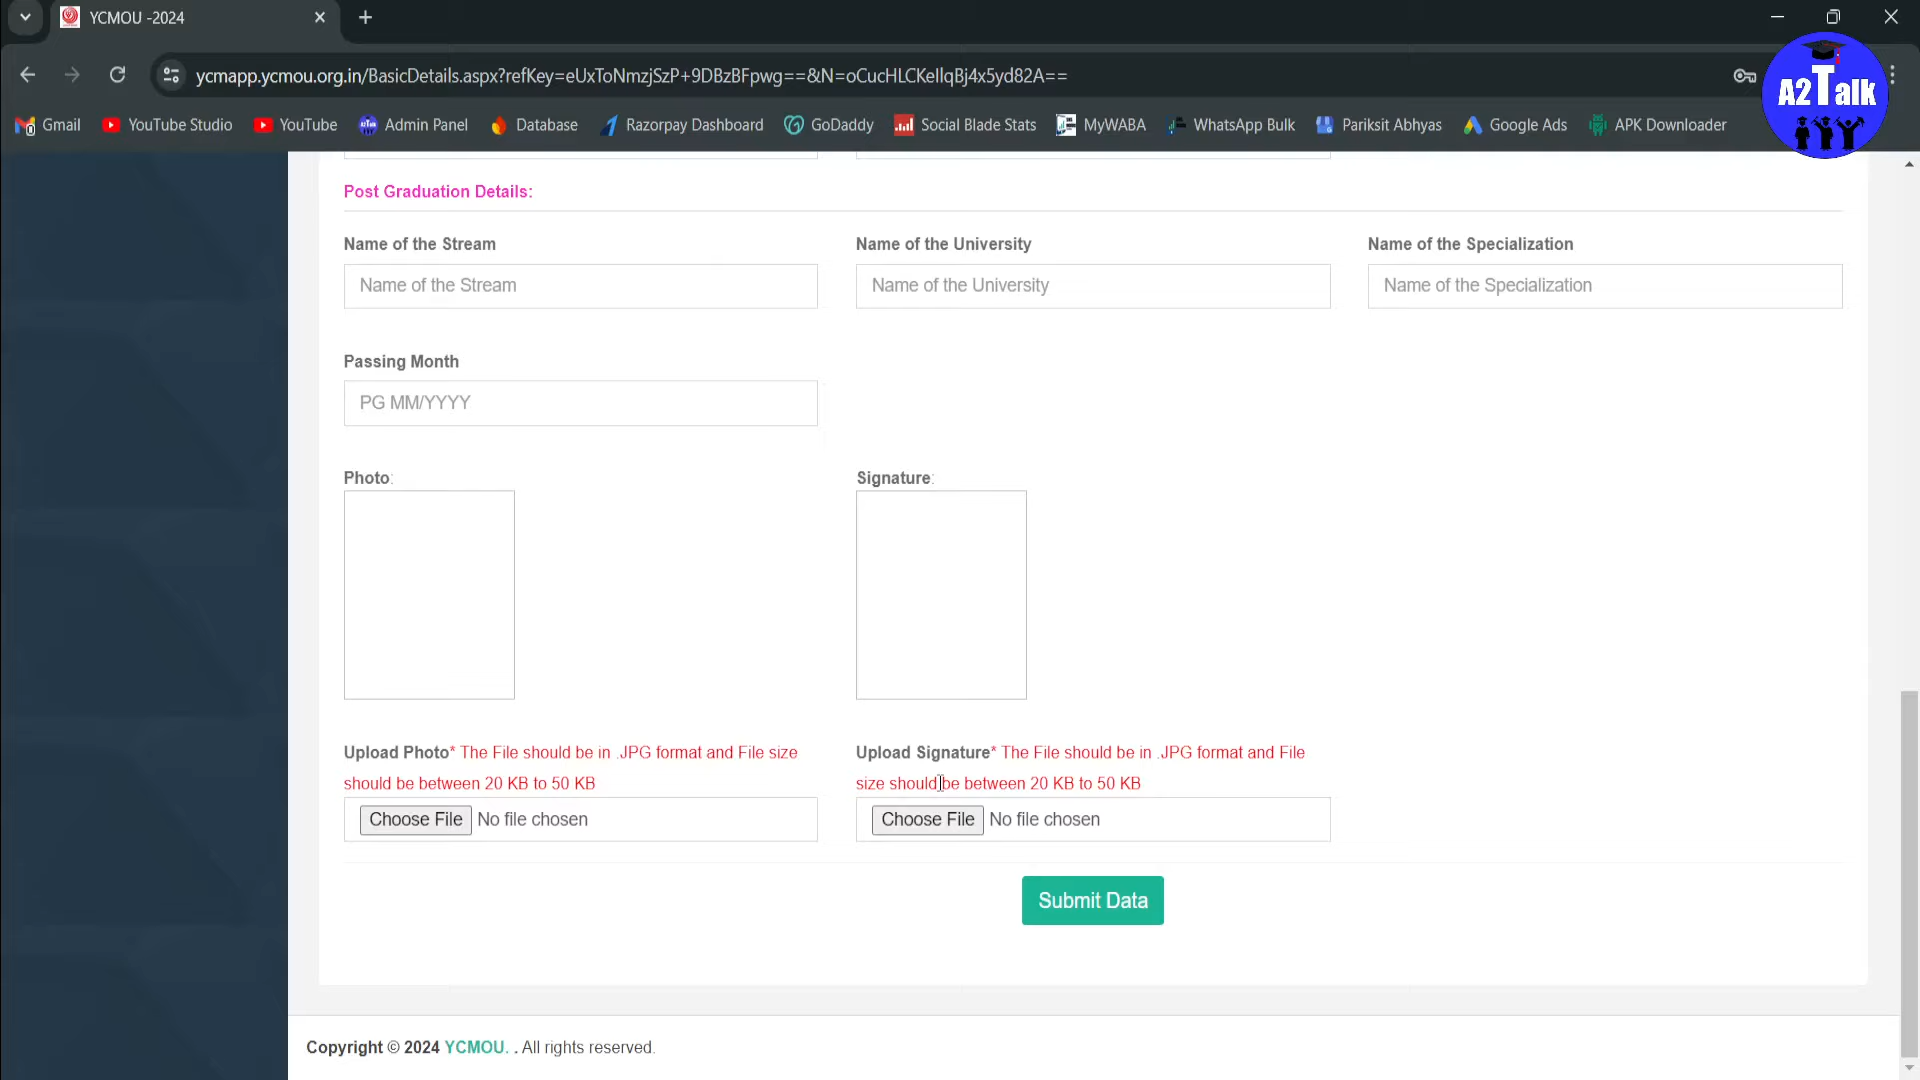 YCMOU -2024
ycmapp.ycmou.org.in/BasicDetails.aspx?refKey=eUxToNmzjSzP+9DBzBFpwg==&N=oCucHLCKellqBj4x5yd82A==
A2Talk
Gmail YouTube Studio YouTube Admin Panel Database Razorpay Dashboard GoDaddy Social Blade Stats MyWABA WhatsApp Bulk Pariksit Abhyas Google Ads APK Downloader
Post Graduation Details:
Name of the Stream Name of the University Name of the Specialization
Name of the Stream Name of the University Name of the Specialization
Passing Month
PG MM/YYYY
Photo: Signature:
Upload Photo* The File should be in .JPG format and File size
should be between 20 KB to 50 KB
Upload Signature* The File should be in .JPG format and File
size should be between 20 KB to 50 KB
Choose File No file chosen Choose File No file chosen
Submit Data
Copyright © 2024 YCMOU. . All rights reserved.